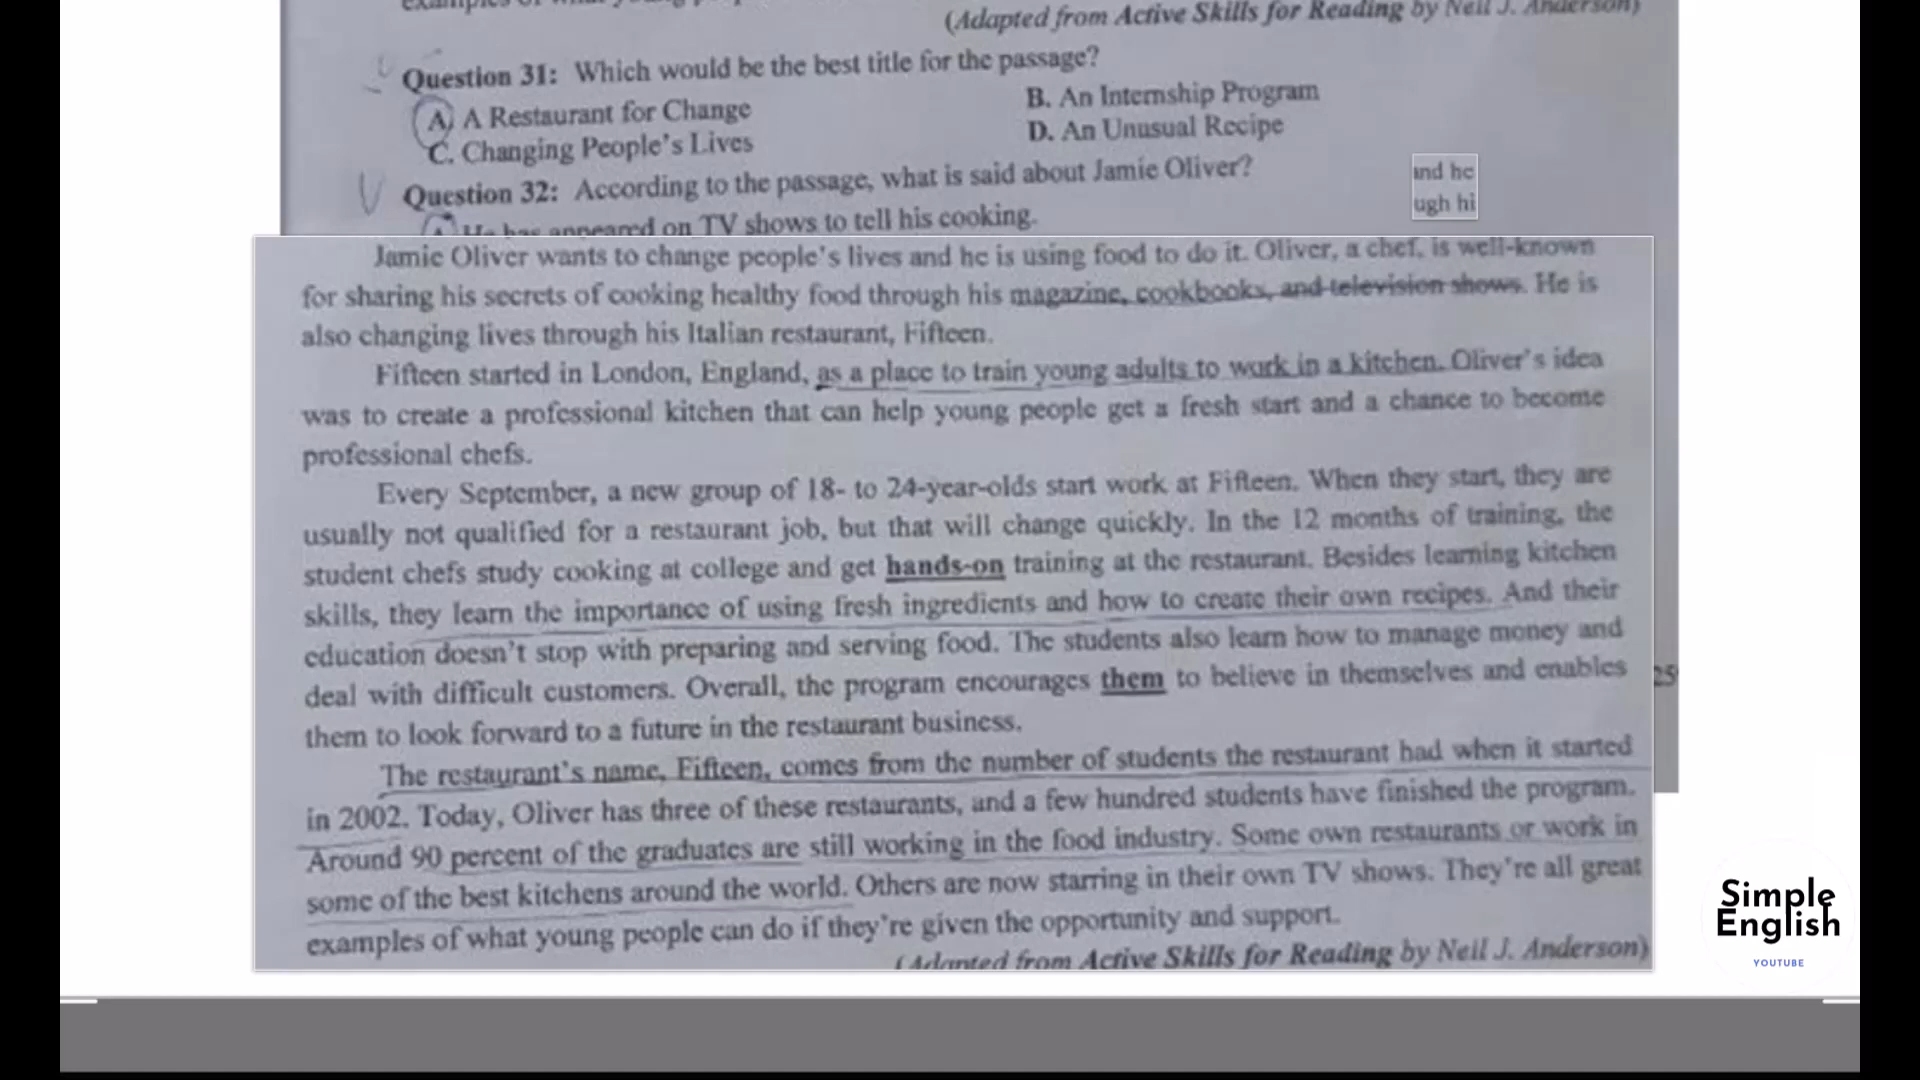 (Adapted from Active Skills for Reading by Neil J. Anderson)
Question 31: Which would be the best title for the passage?
A. A Restaurant for Change
B. An Internship Program
C. Changing People's Lives
D. An Unusual Recipe
Question 32: According to the passage, what is said about Jamie Oliver?
and he
ugh hi
A. He has appeared on TV shows to tell his cooking.
Jamie Oliver wants to change people's lives and he is using food to do it. Oliver, a chef, is well-known
for sharing his secrets of cooking healthy food through his magazine, cookbooks, and television shows. He is
also changing lives through his Italian restaurant, Fifteen.
Fifteen started in London, England, as a place to train young adults to work in a kitchen. Oliver's idea
was to create a professional kitchen that can help young people get a fresh start and a chance to become
professional chefs.
Every September, a new group of 18- to 24-year-olds start work at Fifteen. When they start, they are
usually not qualified for a restaurant job, but that will change quickly. In the 12 months of training, the
student chefs study cooking at college and get hands-on training at the restaurant. Besides learning kitchen
skills, they learn the importance of using fresh ingredients and how to create their own recipes. And their
education doesn't stop with preparing and serving food. The students also learn how to manage money and
deal with difficult customers. Overall, the program encourages them to believe in themselves and enables
25
them to look forward to a future in the restaurant business.
The restaurant's name, Fifteen, comes from the number of students the restaurant had when it started
in 2002. Today, Oliver has three of these restaurants, and a few hundred students have finished the program.
Around 90 percent of the graduates are still working in the food industry. Some own restaurants or work in
some of the best kitchens around the world. Others are now starring in their own TV shows. They're all great
examples of what young people can do if they're given the opportunity and support.
(Adapted from Active Skills for Reading by Neil J. Anderson)
Simple
English
YOUTUBE